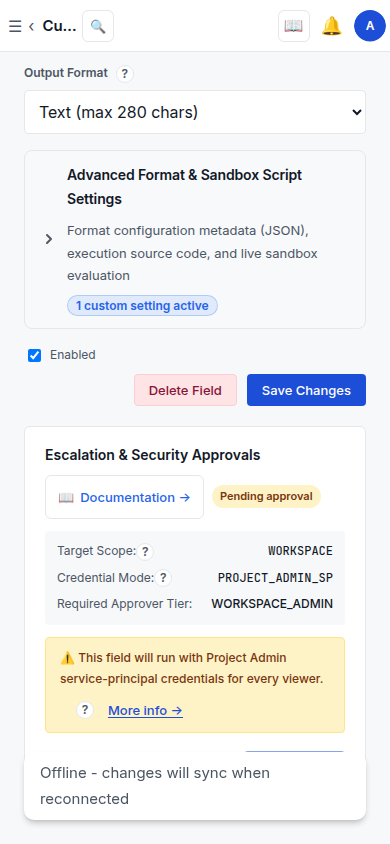 Cu...
A
Output Format ?
Text (max 280 chars)
Advanced Format & Sandbox Script
Settings
Format configuration metadata (JSON),
execution source code, and live sandbox
evaluation
1 custom setting active
Enabled
Delete Field
Save Changes
Escalation & Security Approvals
📖 Documentation →
Pending approval
Target Scope: ? WORKSPACE
Credential Mode: ? PROJECT_ADMIN_SP
Required Approver Tier: WORKSPACE_ADMIN
⚠️ This field will run with Project Admin
service-principal credentials for every viewer.
? More info →
Offline - changes will sync when
reconnected